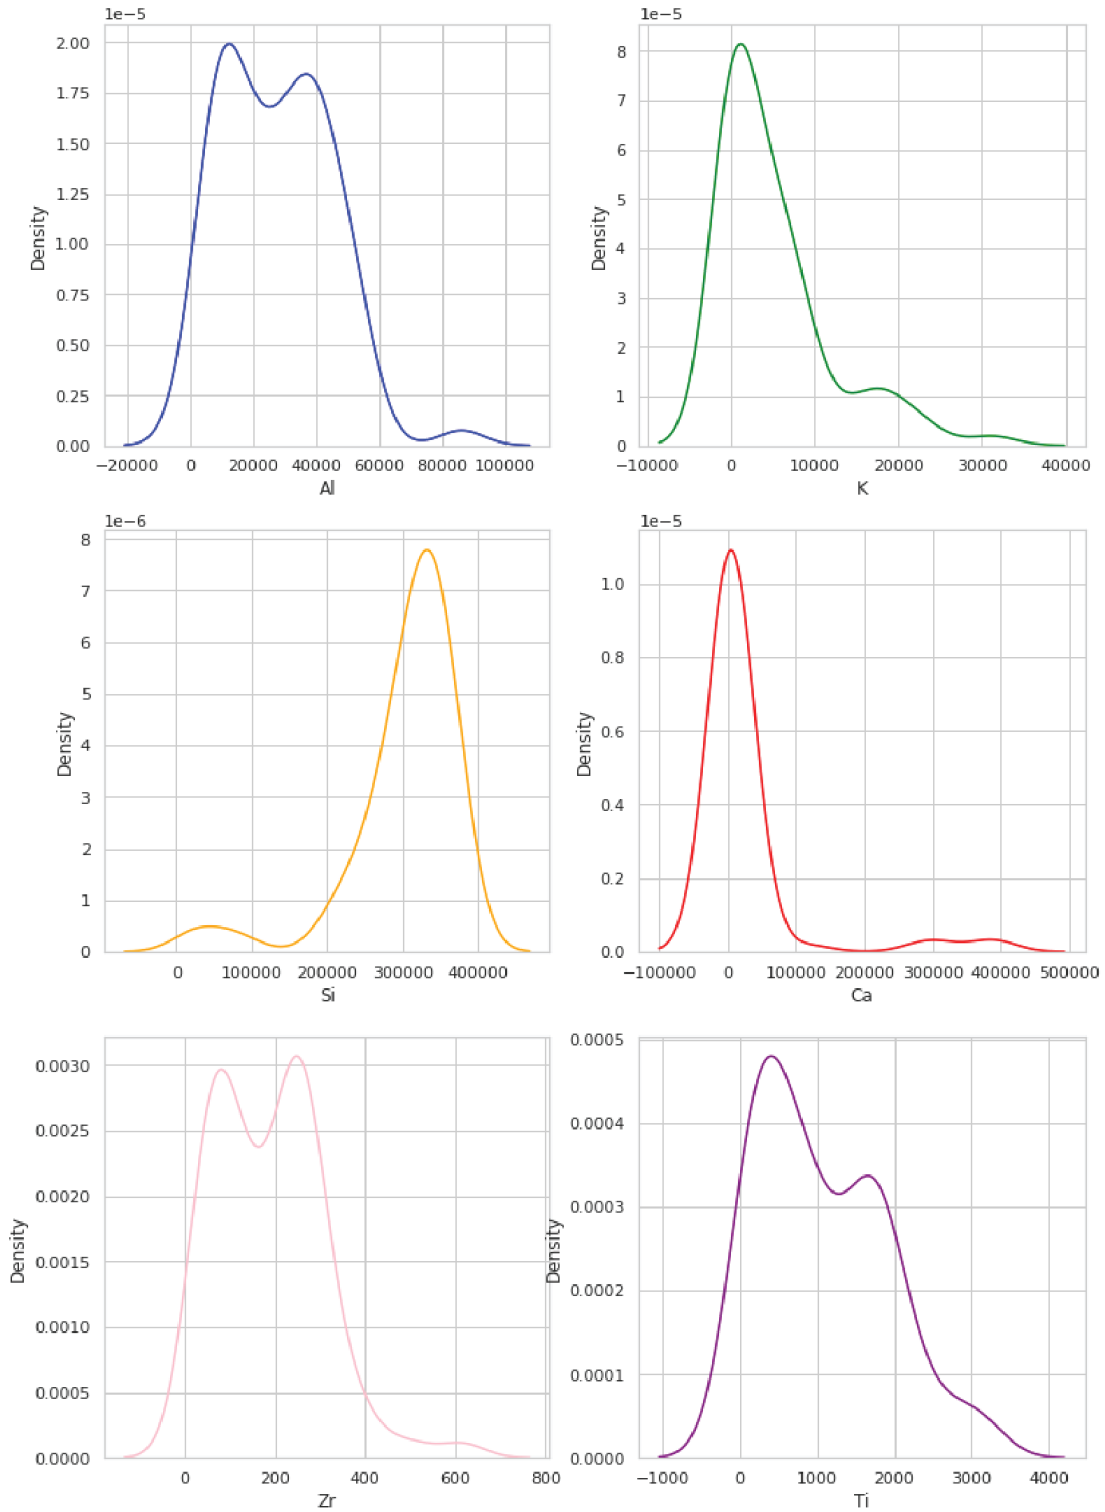 1e−5
2.00
1.75
1.50
1.25
1.00
0.75
0.50
0.25
0.00
Density
−20000 0 20000 40000 60000 80000 100000
Al
1e−5
8
7
6
5
4
3
2
1
0
Density
−10000 0 10000 20000 30000 40000
K
1e−6
8
7
6
5
4
3
2
1
0
Density
0 100000 200000 300000 400000
Si
1e−5
1.0
0.8
0.6
0.4
0.2
0.0
Density
−100000 0 100000 200000 300000 400000 500000
Ca
0.0030
0.0025
0.0020
0.0015
0.0010
0.0005
0.0000
Density
0 200 400 600 800
Zr
0.0005
0.0004
0.0003
0.0002
0.0001
0.0000
Density
−1000 0 1000 2000 3000 4000
Ti